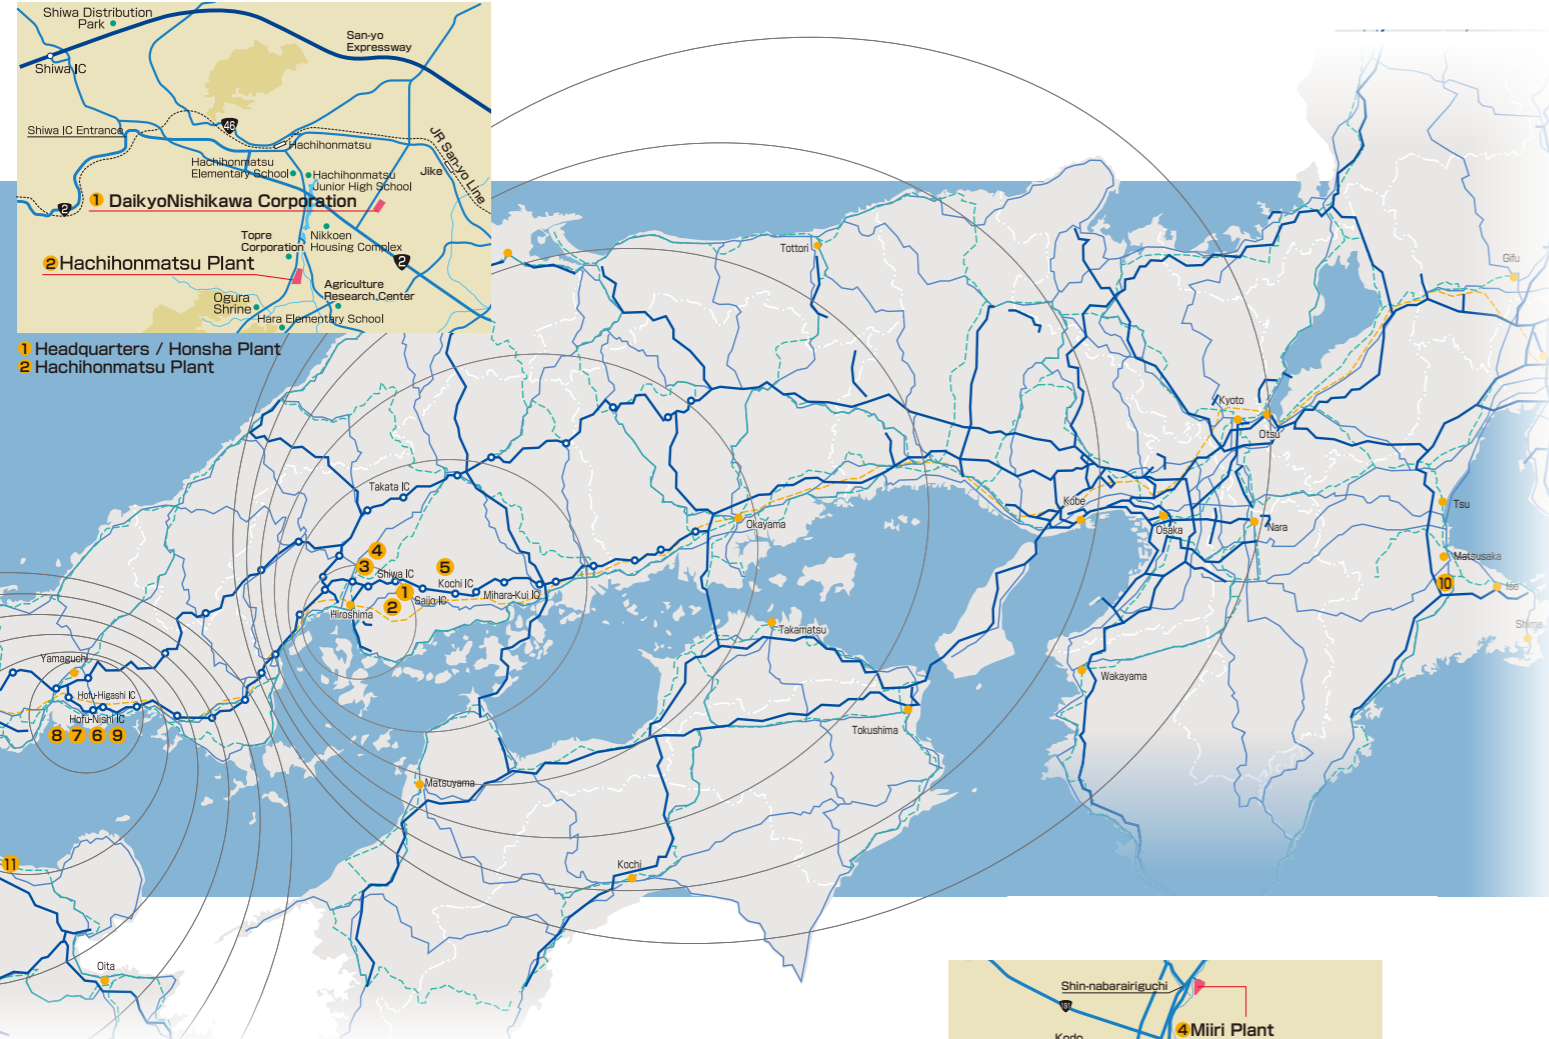 Shiwa Distribution
Park
San-yo
Expressway
Shiwa IC
46
Shiwa IC Entrance
Hachihonmatsu
JR San-yo Line
Hachihonmatsu
Elementary School
Hachihonmatsu
Junior High School
Jike
2
1 DaikyoNishikawa Corporation
Topre
Corporation
Nikkoen
Housing Complex
2
2 Hachihonmatsu Plant
Agriculture
Research Center
Ogura
Shrine
Hara Elementary School
1 Headquarters / Honsha Plant
2 Hachihonmatsu Plant
Tottori
Gifu
Kyoto
Otsu
Takata IC
Kobe
Osaka
Nara
Tsu
Okayama
Matsusaka
4
3
5
Shiwa IC
Kochi IC
1
2
Saijo IC
Mihara-Kui IC
Hiroshima
10
Ise
Shima
Takamatsu
Yamaguchi
Wakayama
Hofu-Higashi IC
Hofu-Nishi IC
8 7 6 9
Tokushima
Matsuyama
11
Kochi
Oita
Shin-nabarairiguchi
191
4 Miiri Plant